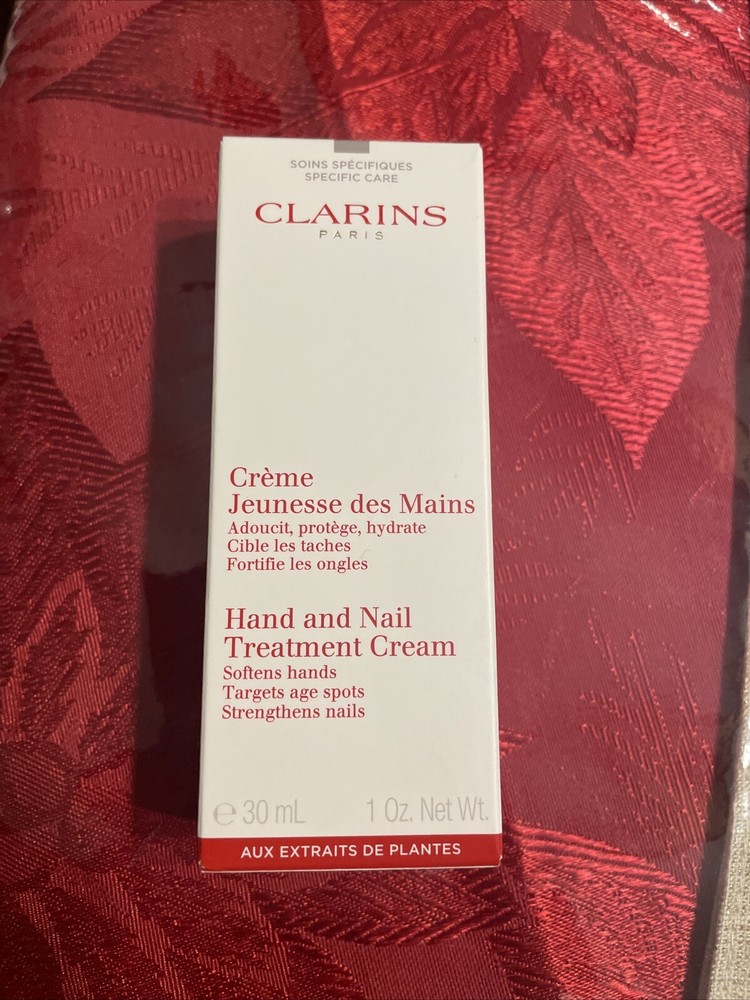 SOINS SPÉCIFIQUES
SPECIFIC CARE
CLARINS
PARIS
Crème
Jeunesse des Mains
Adoucit, protège, hydrate
Cible les taches
Fortifie les ongles
Hand and Nail
Treatment Cream
Softens hands
Targets age spots
Strengthens nails
℮ 30 mL 1 Oz. Net Wt.
AUX EXTRAITS DE PLANTES